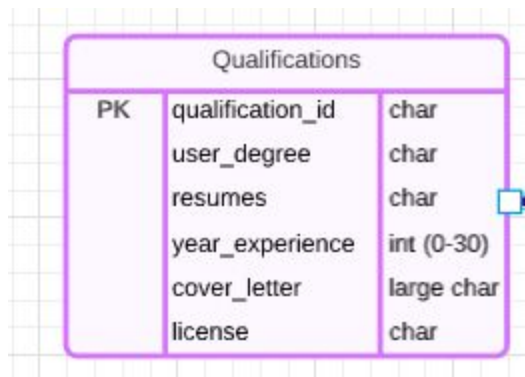 Qualifications
PK qualification_id char
user_degree char
resumes char
year_experience int (0-30)
cover_letter large char
license char